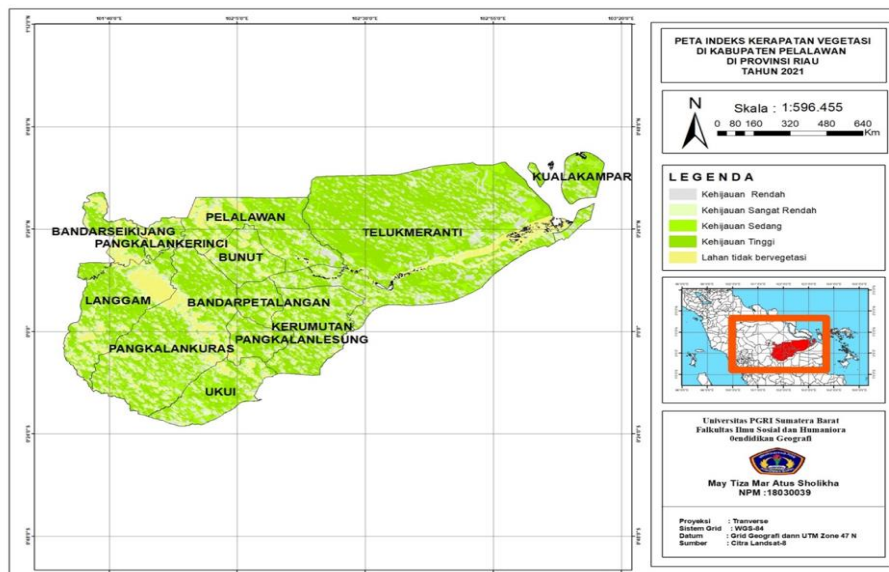 PETA INDEKS KERAPATAN VEGETASI
DI KABUPATEN PELALAWAN
DI PROVINSI RIAU
TAHUN 2021
N
Skala : 1:596.455
0 80 160 320 480 640
Km
LEGENDA
Kehijauan Rendah
Kehijauan Sangat Rendah
Kehijauan Sedang
Kehijauan Tinggi
Lahan tidak bervegetasi
KUALAKAMPAR
PELALAWAN
TELUKMERANTI
BANDARSEIKIJANG
PANGKALANKERINCI
BUNUT
LANGGAM
BANDARPETALANGAN
KERUMUTAN
PANGKALANLESUNG
PANGKALANKURAS
UKUI
Universitas PGRI Sumatera Barat
Falkultas Ilmu Sosial dan Humaniora
0endidikan Geografi
May Tiza Mar Atus Sholikha
NPM :18030039
Proyeksi : Tranverse
Sistem Grid : WGS-84
Datum : Grid Geografi dann UTM Zone 47 N
Sumber : Citra Landsat-8